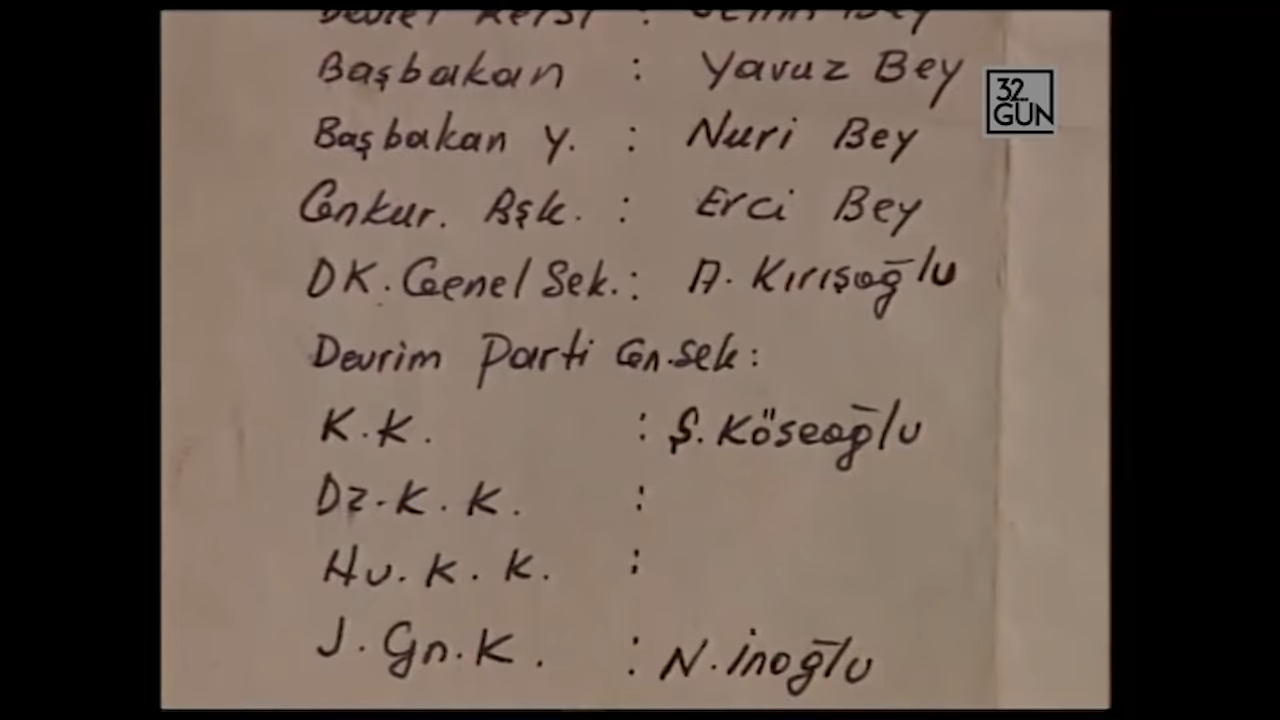 Başbakan : Yavuz Bey
32. GÜN
Başbakan Y. : Nuri Bey
Genkur. Bşk. : Erci Bey
DK. Genel Sek. : A. Kırışoğlu
Devrim Parti Gn. Sek :
K.K. : Ş. Köseoğlu
Dz.K.K. :
Hv.K.K. :
J.Gn.K. : N. İnoğlu